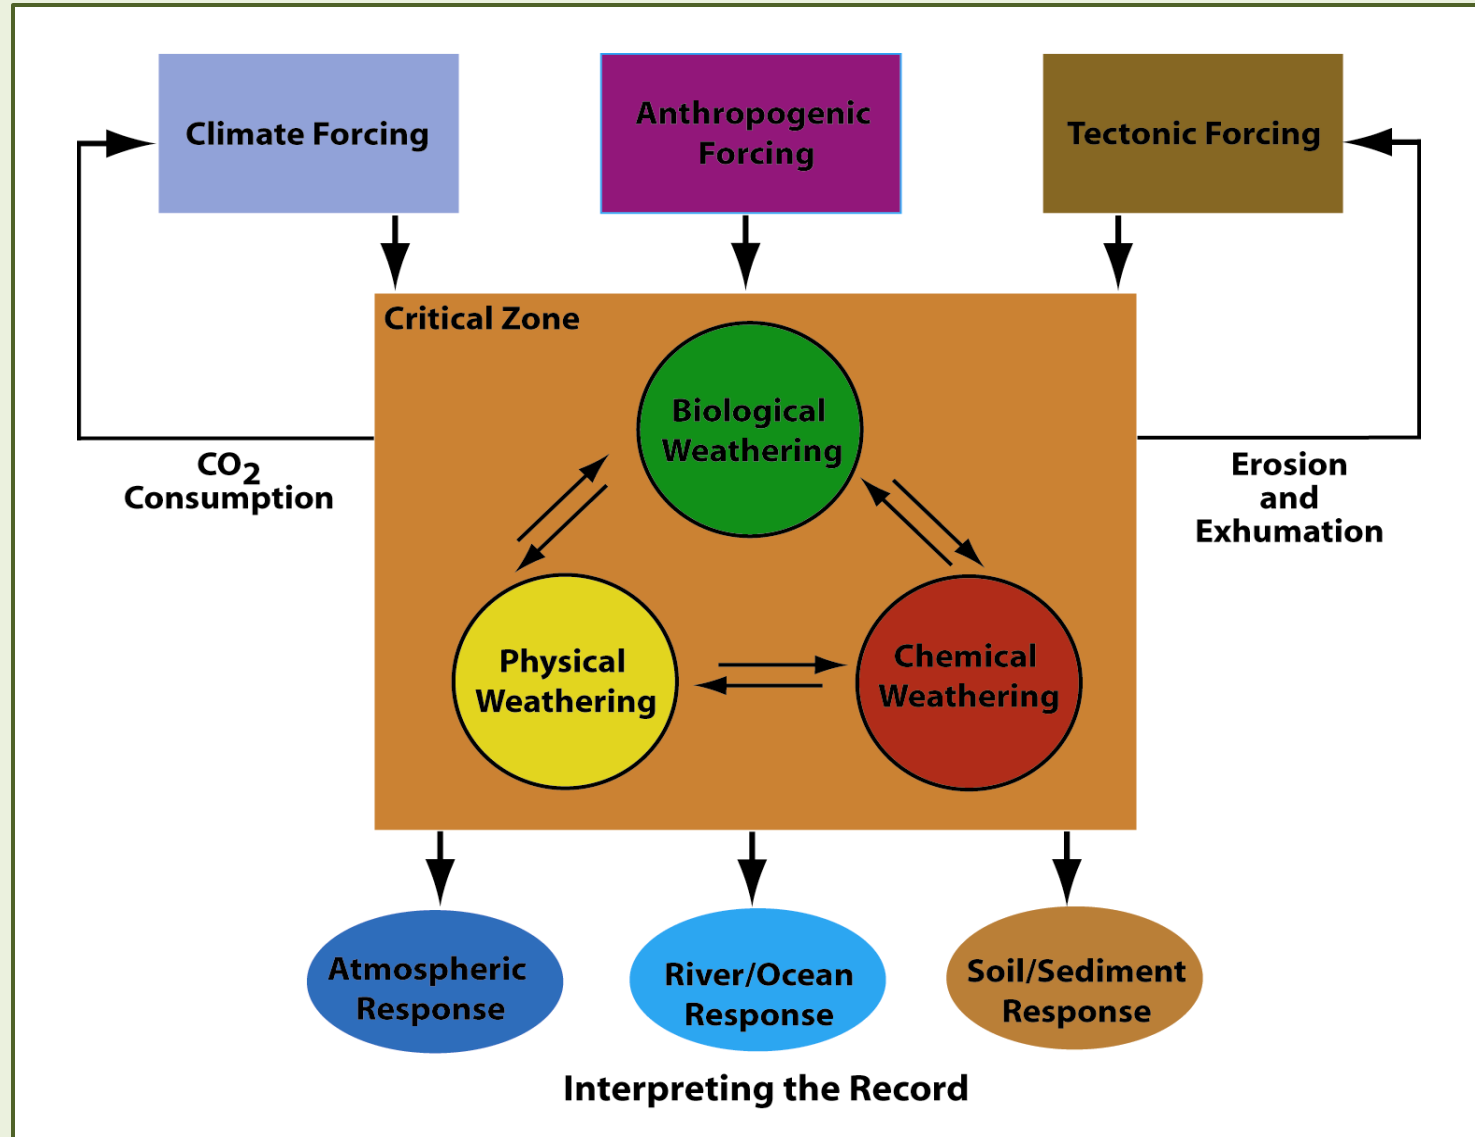 Climate Forcing
Anthropogenic
Forcing
Tectonic Forcing
Critical Zone
Biological
Weathering
CO2
Consumption
Erosion
and
Exhumation
Physical
Weathering
Chemical
Weathering
Atmospheric
Response
River/Ocean
Response
Soil/Sediment
Response
Interpreting the Record